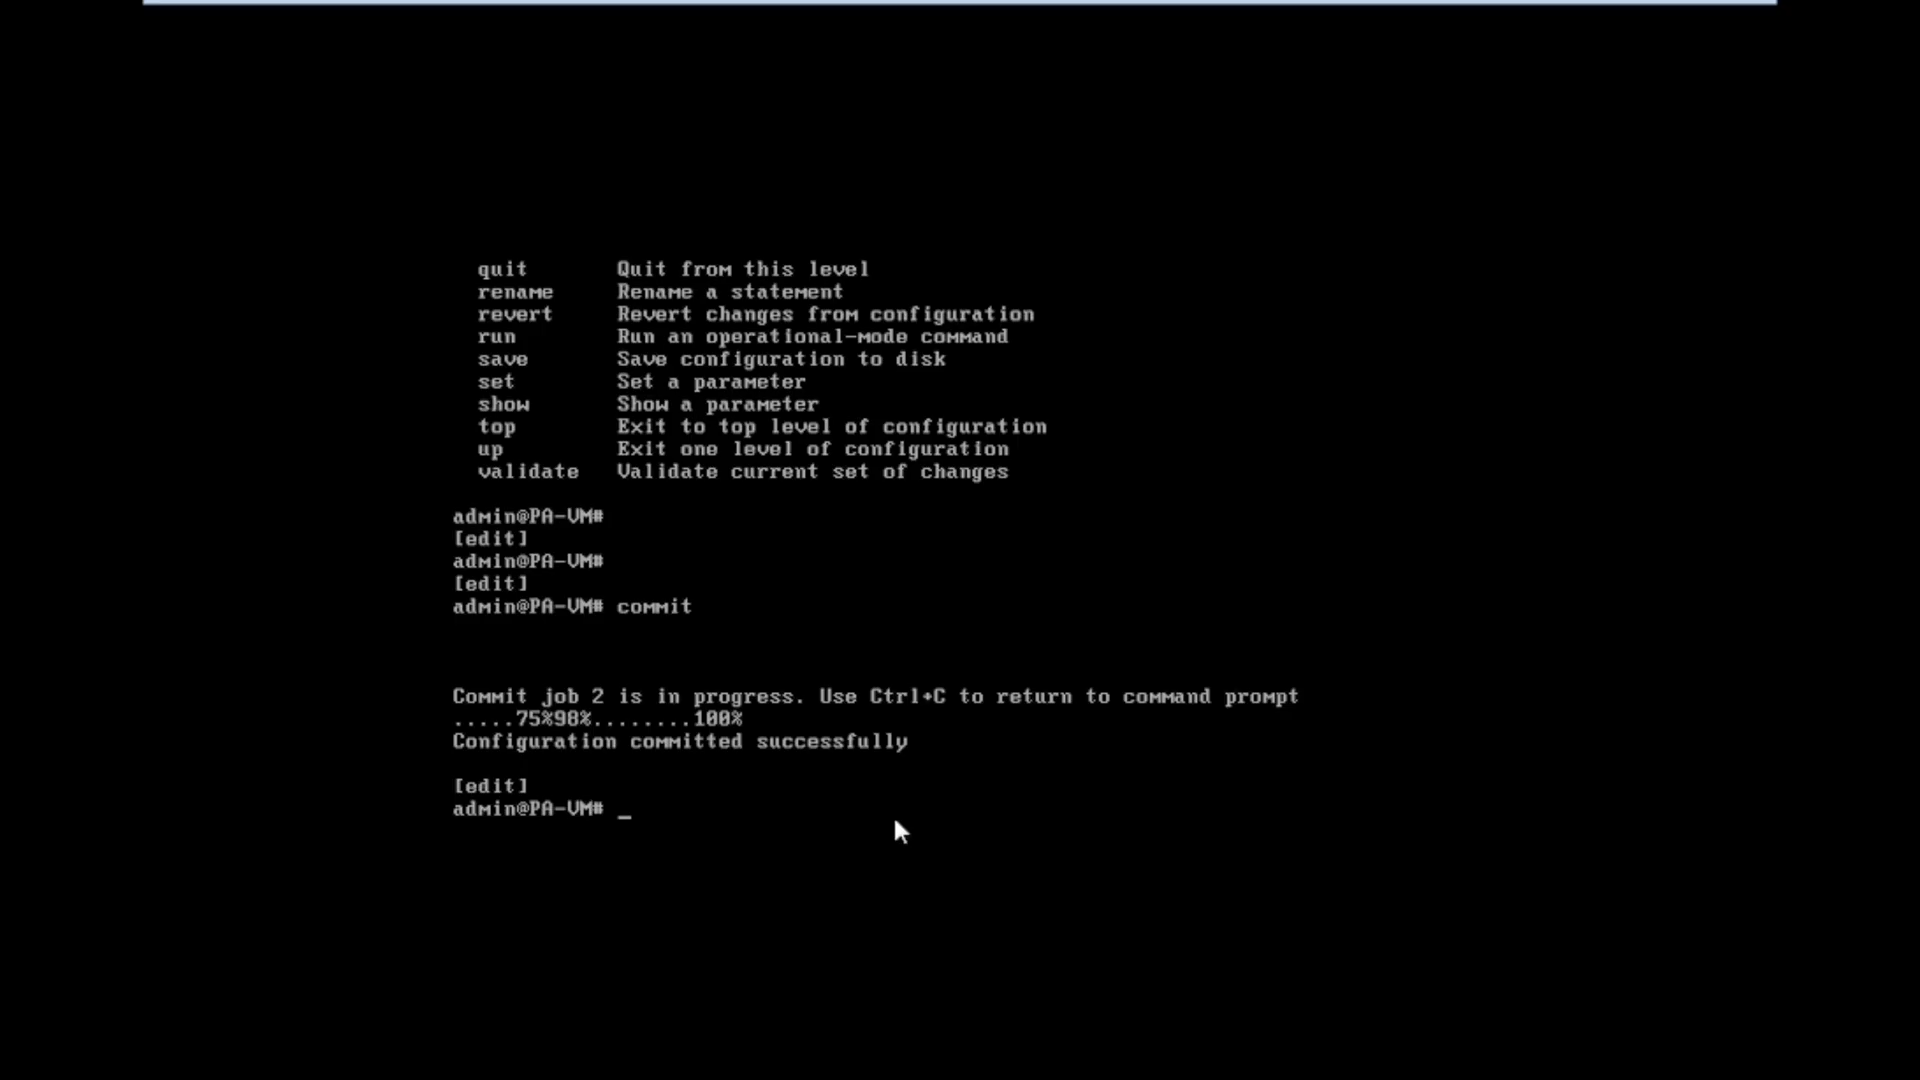 quit Quit from this level
rename Rename a statement
revert Revert changes from configuration
run Run an operational-mode command
save Save configuration to disk
set Set a parameter
show Show a parameter
top Exit to top level of configuration
up Exit one level of configuration
validate Validate current set of changes
admin@PA-VM#
[edit]
admin@PA-VM#
[edit]
admin@PA-VM# commit
Commit job 2 is in progress. Use Ctrl+C to return to command prompt
.....75%98%........100%
Configuration committed successfully
[edit]
admin@PA-VM# _